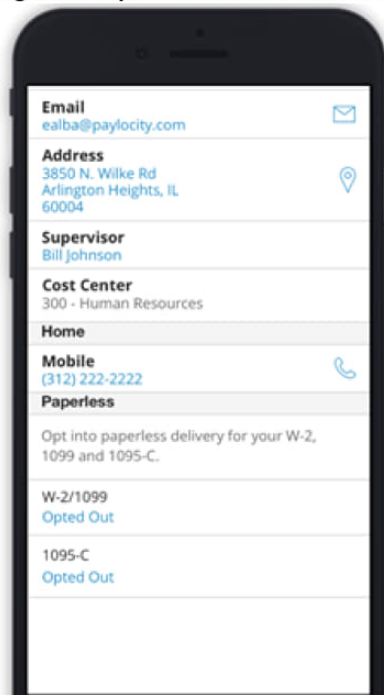 Email
ealba@paylocity.com
Address
3850 N. Wilke Rd
Arlington Heights, IL
60004
Supervisor
Bill Johnson
Cost Center
300 - Human Resources
Home
Mobile
(312) 222-2222
Paperless
Opt into paperless delivery for your W-2,
1099 and 1095-C.
W-2/1099
Opted Out
1095-C
Opted Out